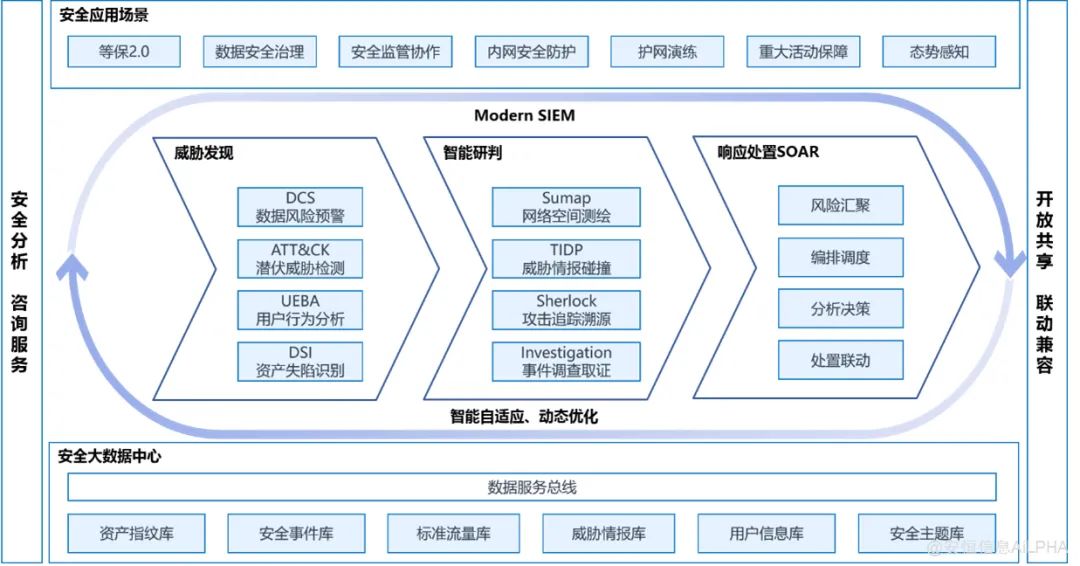 安全应用场景
等保2.0
数据安全治理
安全监管协作
内网安全防护
护网演练
重大活动保障
态势感知
安全分析 咨询服务
Modern SIEM
威胁发现
DCS
数据风险预警
ATT&CK
潜伏威胁检测
UEBA
用户行为分析
DSI
资产失陷识别
智能研判
Sumap
网络空间测绘
TIDP
威胁情报碰撞
Sherlock
攻击追踪溯源
Investigation
事件调查取证
响应处置SOAR
风险汇聚
编排调度
分析决策
处置联动
智能自适应、动态优化
开放共享 联动兼容
安全大数据中心
数据服务总线
资产指纹库
安全事件库
标准流量库
威胁情报库
用户信息库
安全主题库
@安恒信息AILPHA